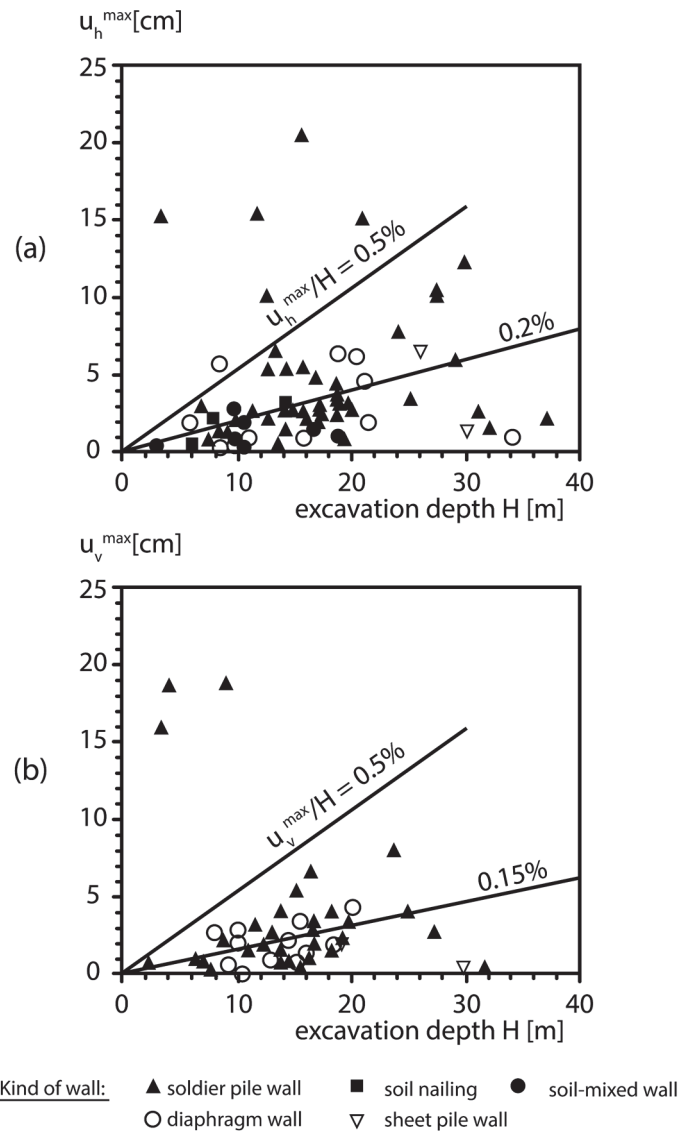 u_h^max[cm]
25
20
15
10
5
0
(a)
u_h^max/H = 0.5%
0.2%
0 10 20 30 40
excavation depth H [m]
u_v^max[cm]
25
20
15
10
5
0
(b)
u_v^max/H = 0.5%
0.15%
0 10 20 30 40
excavation depth H [m]
Kind of wall: soldier pile wall soil nailing soil-mixed wall
diaphragm wall sheet pile wall